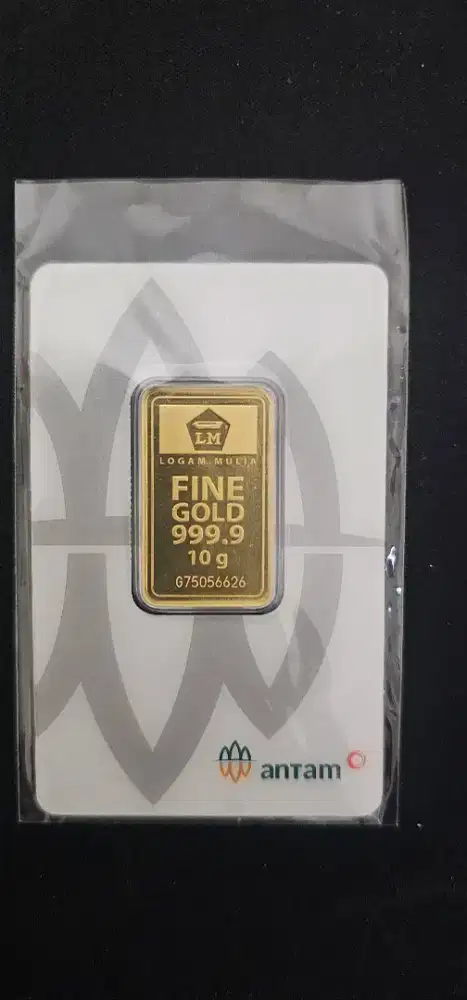 LM
LOGAM MULIA
FINE
GOLD
999.9
10 g
G75056626
antam